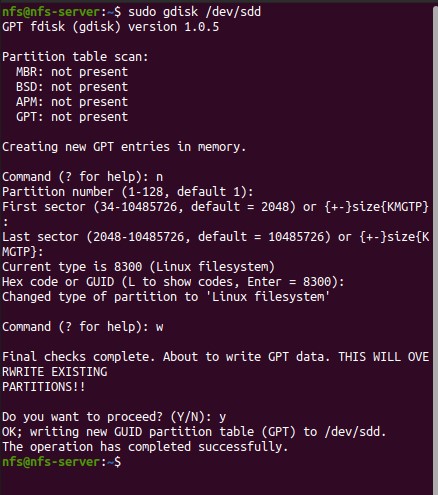 nfs@nfs-server:~$ sudo gdisk /dev/sdd
GPT fdisk (gdisk) version 1.0.5
Partition table scan:
MBR: not present
BSD: not present
APM: not present
GPT: not present
Creating new GPT entries in memory.
Command (? for help): n
Partition number (1-128, default 1):
First sector (34-10485726, default = 2048) or {+-}size{KMGTP}
:
Last sector (2048-10485726, default = 10485726) or {+-}size{K
MGTP}:
Current type is 8300 (Linux filesystem)
Hex code or GUID (L to show codes, Enter = 8300):
Changed type of partition to 'Linux filesystem'
Command (? for help): w
Final checks complete. About to write GPT data. THIS WILL OVE
RWRITE EXISTING
PARTITIONS!!
Do you want to proceed? (Y/N): y
OK; writing new GUID partition table (GPT) to /dev/sdd.
The operation has completed successfully.
nfs@nfs-server:~$